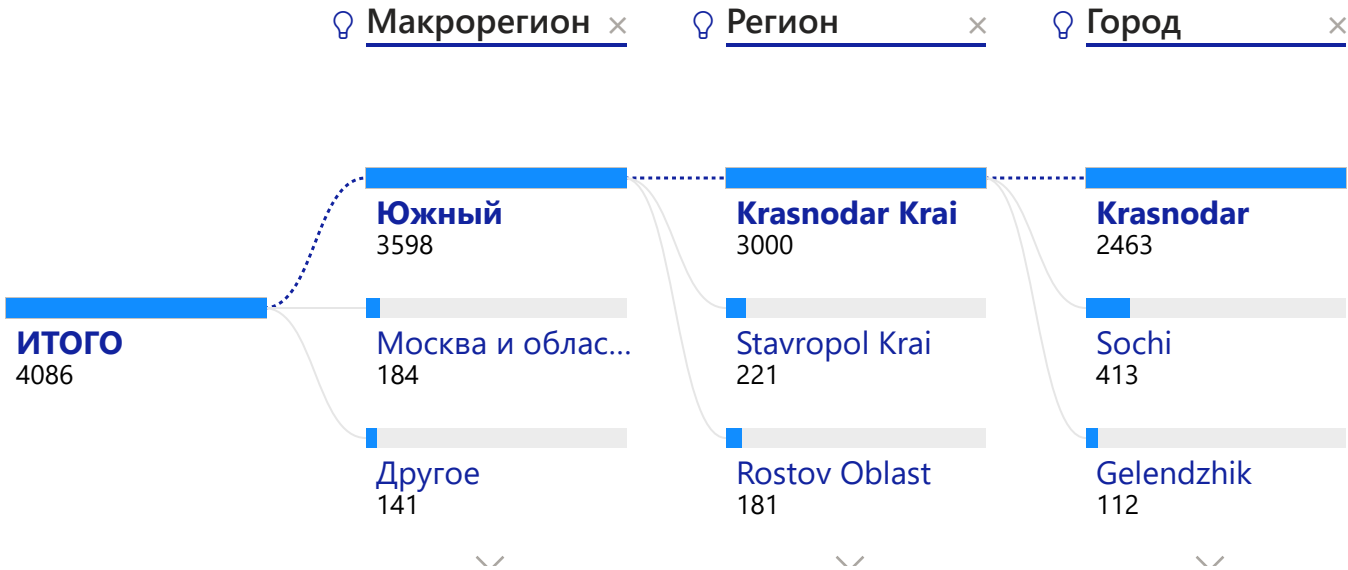 Макрорегион
Регион
Город
ИТОГО
4086
Южный
3598
Москва и облас...
184
Другое
141
Krasnodar Krai
3000
Stavropol Krai
221
Rostov Oblast
181
Krasnodar
2463
Sochi
413
Gelendzhik
112